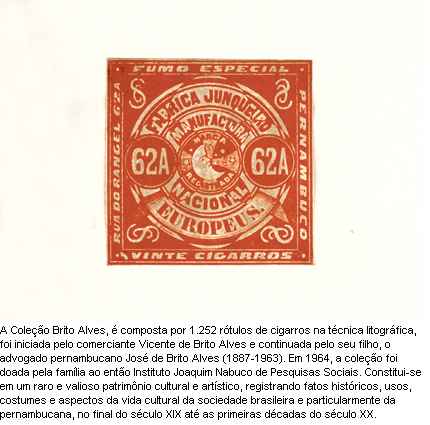 FUMO ESPECIAL
RUA DO RANGEL 62A
PERNAMBUCO
FABRICA JUNQUEIRO
MANUFACTURA
MARCA
REGISTRADA
62A
62A
NACIONAL
EUROPEUS.
VINTE CIGARROS
A Coleção Brito Alves, é composta por 1.252 rótulos de cigarros na técnica litográfica,
foi iniciada pelo comerciante Vicente de Brito Alves e continuada pelo seu filho, o
advogado pernambucano José de Brito Alves (1887-1963). Em 1964, a coleção foi
doada pela família ao então Instituto Joaquim Nabuco de Pesquisas Sociais. Constitui-se
em um raro e valioso patrimônio cultural e artístico, registrando fatos históricos, usos,
costumes e aspectos da vida cultural da sociedade brasileira e particularmente da
pernambucana, no final do século XIX até as primeiras décadas do século XX.